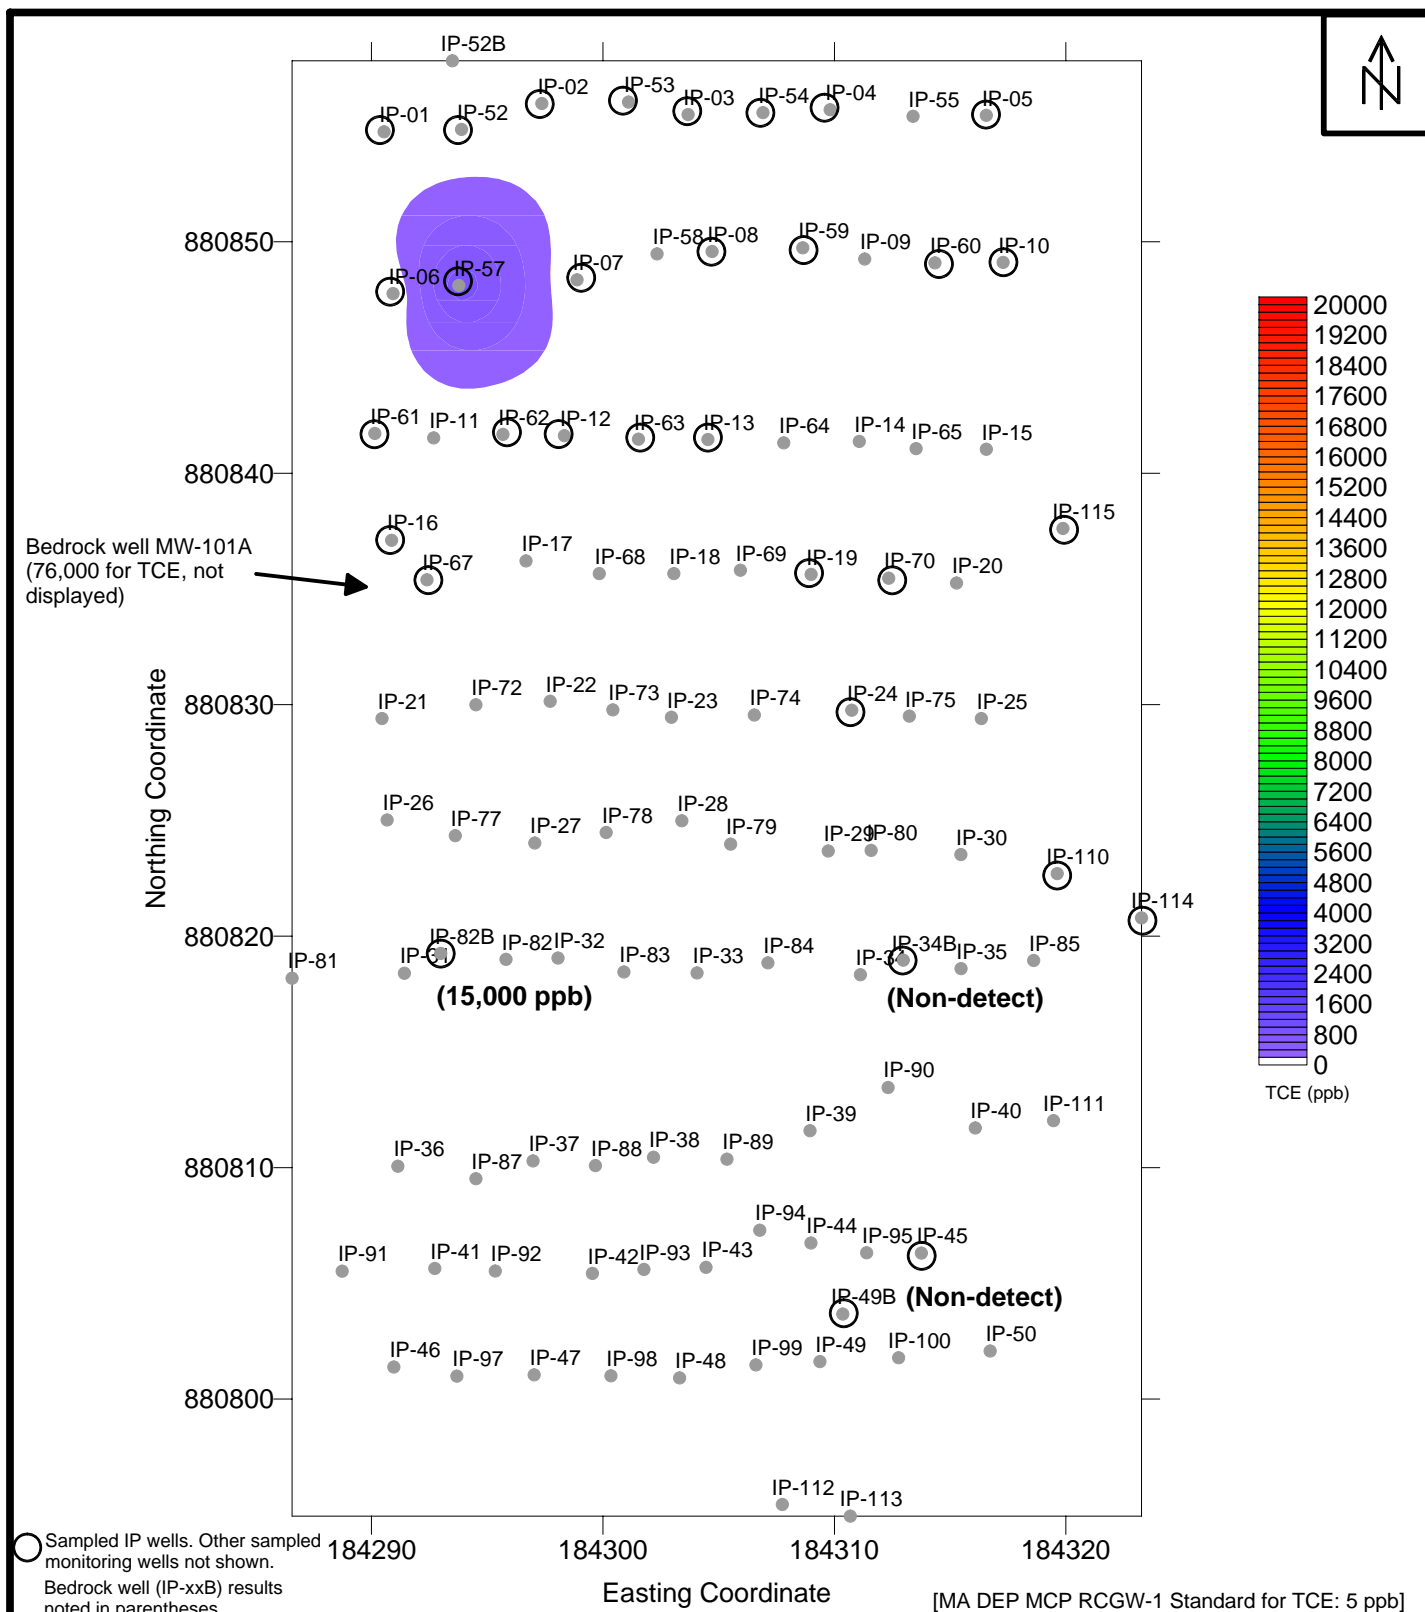 IP-52B
IP-02
IP-53
IP-03
IP-54
IP-04
IP-55
IP-05
IP-01
IP-52
N
880850
IP-58
IP-08
IP-59
IP-09
IP-60
IP-10
IP-06
IP-57
IP-07
IP-61
IP-11
IP-62
IP-12
IP-63
IP-13
IP-64
IP-14
IP-65
IP-15
880840
IP-16
IP-67
IP-17
IP-68
IP-18
IP-69
IP-19
IP-70
IP-20
IP-115
Bedrock well MW-101A
(76,000 for TCE, not
displayed)
Northing Coordinate
880830
IP-21
IP-72
IP-22
IP-73
IP-23
IP-74
IP-24
IP-75
IP-25
IP-26
IP-77
IP-27
IP-78
IP-28
IP-79
IP-29
IP-80
IP-30
IP-110
IP-114
880820
IP-81
IP-31
IP-82B
IP-82
IP-32
IP-83
IP-33
IP-84
IP-34
IP-34B
IP-35
IP-85
(15,000 ppb)
(Non-detect)
IP-90
IP-39
IP-40
IP-111
880810
IP-36
IP-87
IP-37
IP-88
IP-38
IP-89
IP-94
IP-44
IP-95
IP-45
IP-91
IP-41
IP-92
IP-42
IP-93
IP-43
IP-49B
(Non-detect)
880800
IP-46
IP-97
IP-47
IP-98
IP-48
IP-99
IP-49
IP-100
IP-50
IP-112
IP-113
20000
19200
18400
17600
16800
16000
15200
14400
13600
12800
12000
11200
10400
9600
8800
8000
7200
6400
5600
4800
4000
3200
2400
1600
800
0
TCE (ppb)
184290
184300
184310
184320
Easting Coordinate
Sampled IP wells. Other sampled
monitoring wells not shown.
Bedrock well (IP-xxB) results
noted in parentheses
[MA DEP MCP RCGW-1 Standard for TCE: 5 ppb]